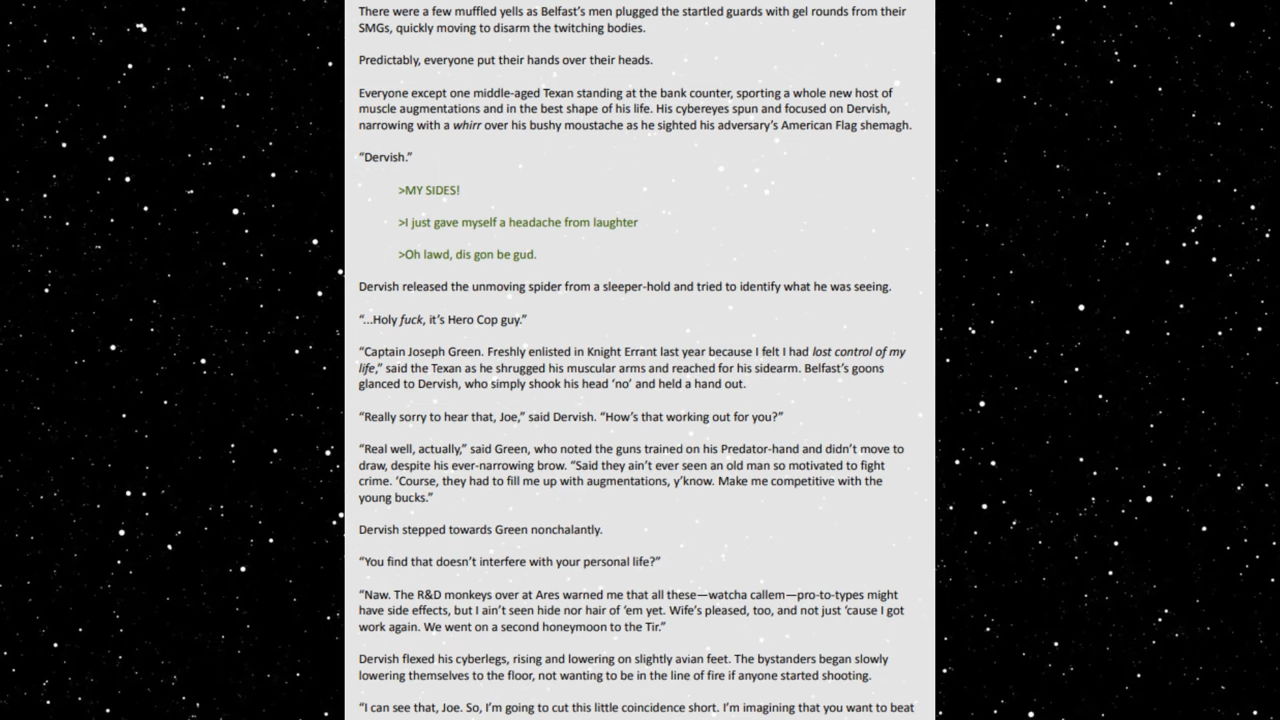 There were a few muffled yells as Belfast’s men plugged the startled guards with gel rounds from their
SMGs, quickly moving to disarm the twitching bodies.
Predictably, everyone put their hands over their heads.
Everyone except one middle-aged Texan standing at the bank counter, sporting a whole new host of
muscle augmentations and in the best shape of his life. His cybereyes spun and focused on Dervish,
narrowing with a whirr over his bushy moustache as he sighted his adversary’s American Flag shemagh.
“Dervish.”
>MY SIDES!
>I just gave myself a headache from laughter
>Oh lawd, dis gon be gud.
Dervish released the unmoving spider from a sleeper-hold and tried to identify what he was seeing.
“…Holy fuck, it’s Hero Cop guy.”
“Captain Joseph Green. Freshly enlisted in Knight Errant last year because I felt I had lost control of my
life,” said the Texan as he shrugged his muscular arms and reached for his sidearm. Belfast’s goons
glanced to Dervish, who simply shook his head ‘no’ and held a hand out.
“Really sorry to hear that, Joe,” said Dervish. “How’s that working out for you?”
“Real well, actually,” said Green, who noted the guns trained on his Predator-hand and didn’t move to
draw, despite his ever-narrowing brow. “Said they ain’t ever seen an old man so motivated to fight
crime. ‘Course, they had to fill me up with augmentations, y’know. Make me competitive with the
young bucks.”
Dervish stepped towards Green nonchalantly.
“You find that doesn’t interfere with your personal life?”
“Naw. The R&D monkeys over at Ares warned me that all these—watcha callem—pro-to-types might
have side effects, but I ain’t seen hide nor hair of ‘em yet. Wife’s pleased, too, and not just ‘cause I got
work again. We went on a second honeymoon to the Tir.”
Dervish flexed his cyberlegs, rising and lowering on slightly avian feet. The bystanders began slowly
lowering themselves to the floor, not wanting to be in the line of fire if anyone started shooting.
“I can see that, Joe. So, I’m going to cut this little coincidence short. I’m imagining that you want to beat